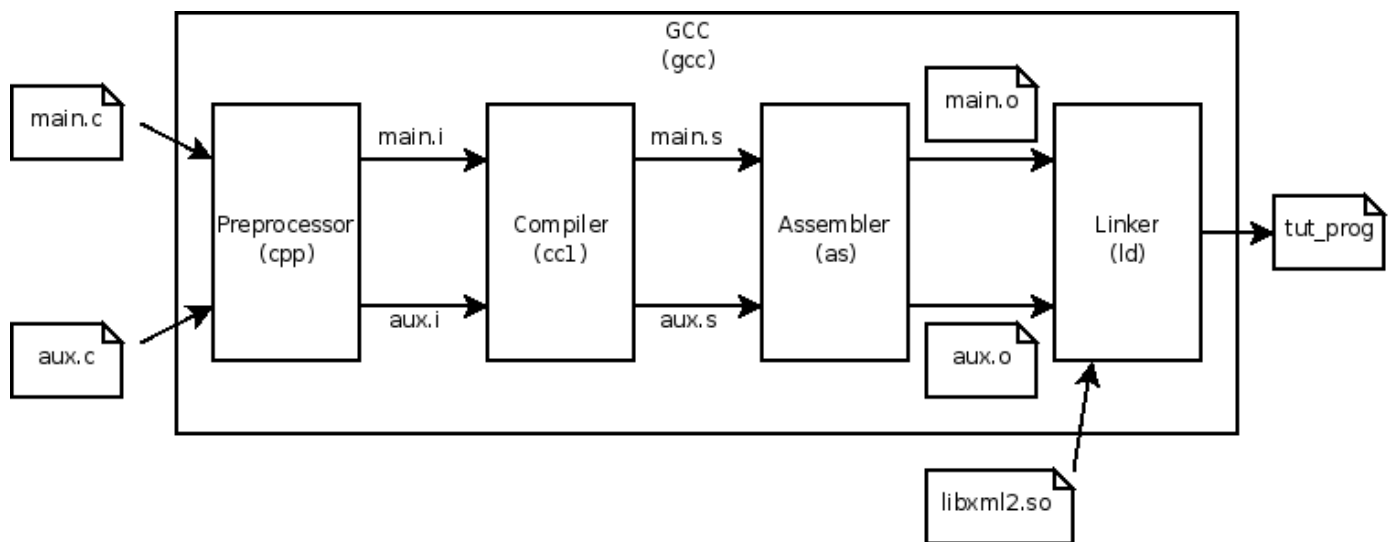 GCC
(gcc)
main.c
main.i
main.s
main.o
Preprocessor
(cpp)
Compiler
(cc1)
Assembler
(as)
Linker
(ld)
tut_prog
aux.c
aux.i
aux.s
aux.o
libxml2.so